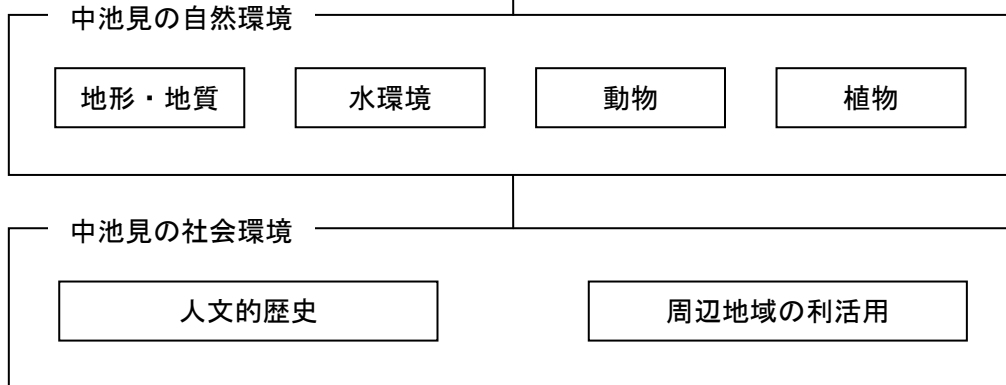 中池見の自然環境
地形・地質 水環境 動物 植物
中池見の社会環境
人文的歴史 周辺地域の利活用